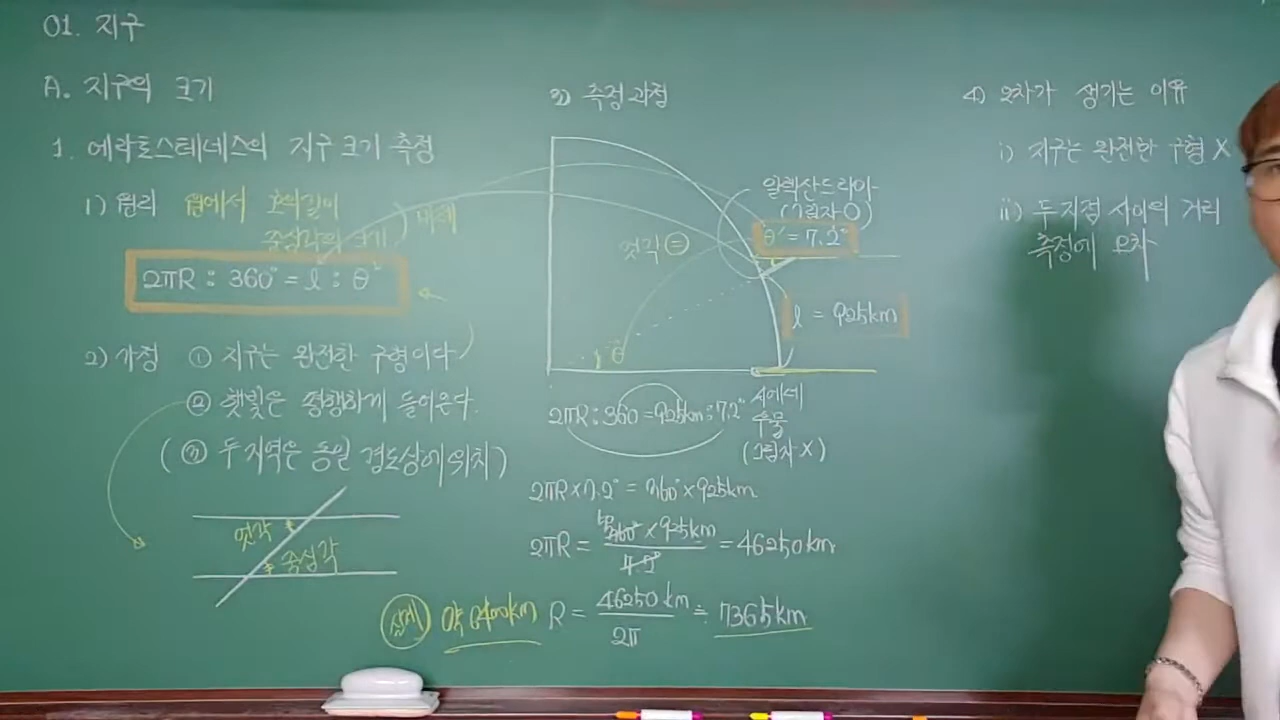 01. 지구
A. 지구의 크기
1. 에라토스테네스의 지구 크기 측정
1) 원리 원에서 호의 길이
중심각의 크기
비례
2πR : 360° = l : θ°
2) 가정 ① 지구는 완전한 구형이다
② 햇빛은 평행하게 들어온다.
(③ 두 지역은 동일 경도상에 위치)
엇각
중심각
3) 측정과정
알렉산드리아
(그림자 O)
엇각 =
θ' = 7.2°
l = 925km
θ
시에네
우물
(그림자 X)
2πR : 360 = 925km : 7.2°
2πR × 7.2° = 360° × 925km
2πR = 360° × 925km / 7.2° = 46250km
실제 약 6400km R = 46250km / 2π ≒ 7365km
4) 오차가 생기는 이유
i) 지구는 완전한 구형 X
ii) 두 지점 사이의 거리
측정에 오차